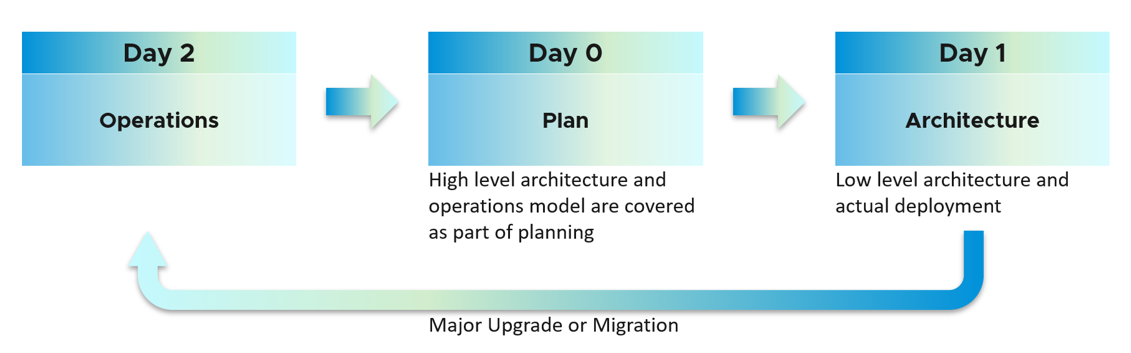 Day 2
Operations
Day 0
Plan
High level architecture and
operations model are covered
as part of planning
Day 1
Architecture
Low level architecture and
actual deployment
Major Upgrade or Migration